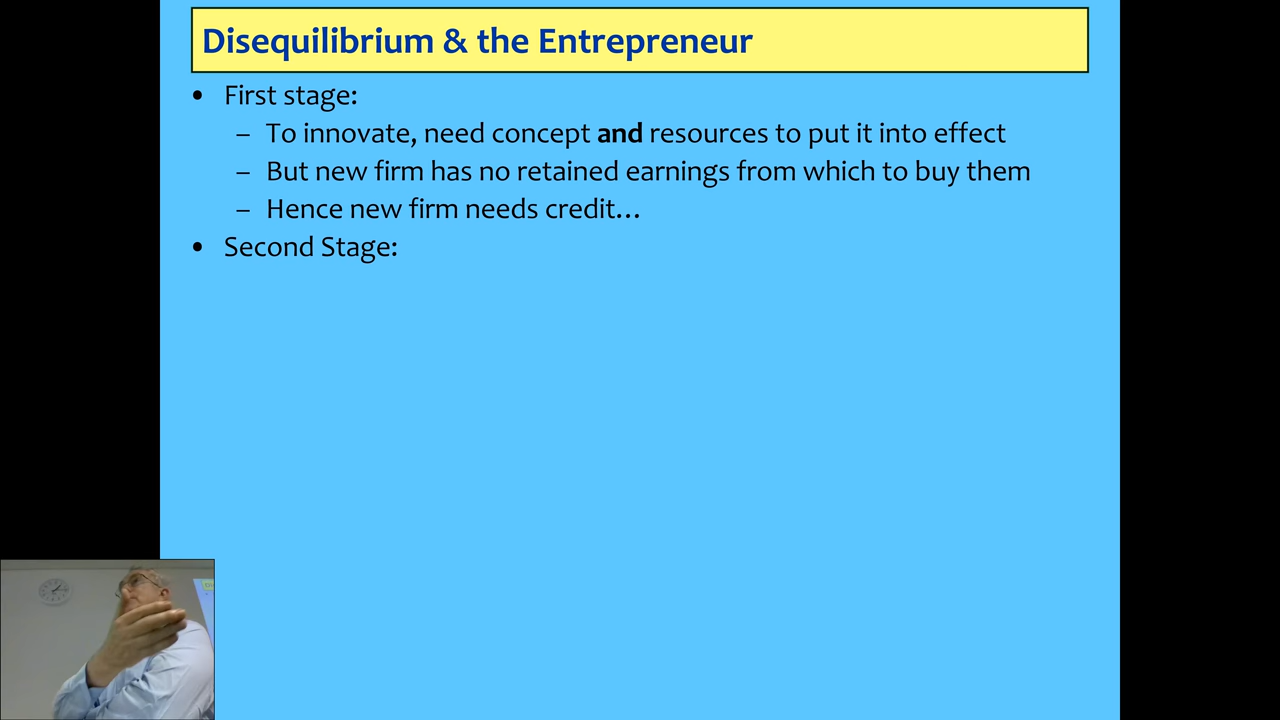 Disequilibrium & the Entrepreneur
• First stage:
– To innovate, need concept and resources to put it into effect
– But new firm has no retained earnings from which to buy them
– Hence new firm needs credit…
• Second Stage: